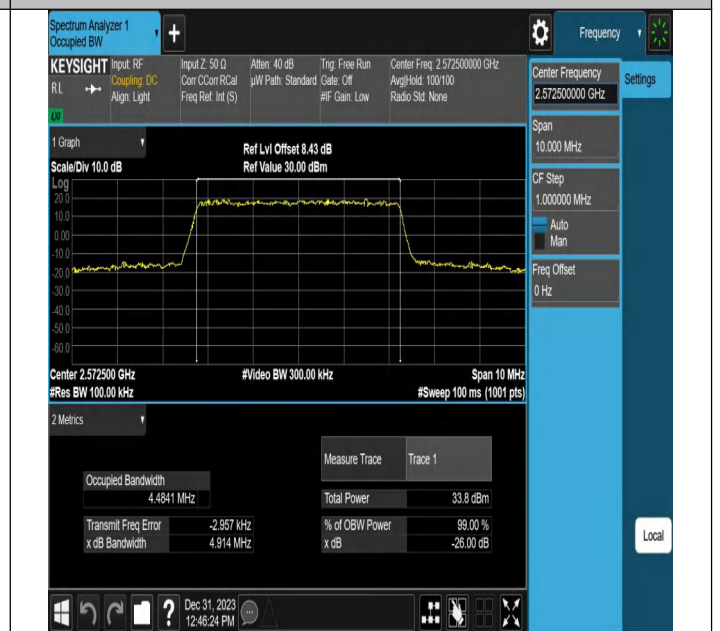 Spectrum Analyzer 1
Occupied BW
+
Frequency
KEYSIGHT
RL
LXI
Input: RF
Coupling: DC
Align: Light
Input Z: 50 Ω
Corr CCorr RCal
Freq Ref: Int (S)
Atten: 40 dB
µW Path: Standard
Trig: Free Run
Gate: Off
#IF Gain: Low
Center Freq: 2.572500000 GHz
Avg|Hold: 100/100
Radio Std: None
Center Frequency
2.572500000 GHz
Settings
Span
10.000 MHz
CF Step
1.000000 MHz
Auto
Man
Freq Offset
0 Hz
Local
1 Graph
Scale/Div 10.0 dB
Ref Lvl Offset 8.43 dB
Ref Value 30.00 dBm
Log
20.0
10.0
0.00
-10.0
-20.0
-30.0
-40.0
-50.0
-60.0
Center 2.572500 GHz
#Video BW 300.00 kHz
Span 10 MHz
#Res BW 100.00 kHz
#Sweep 100 ms (1001 pts)
2 Metrics
Measure Trace
Trace 1
Occupied Bandwidth
4.4841 MHz
Total Power
33.8 dBm
Transmit Freq Error
-2.957 kHz
% of OBW Power
99.00 %
x dB Bandwidth
4.914 MHz
x dB
-26.00 dB
?
Dec 31, 2023
12:46:24 PM